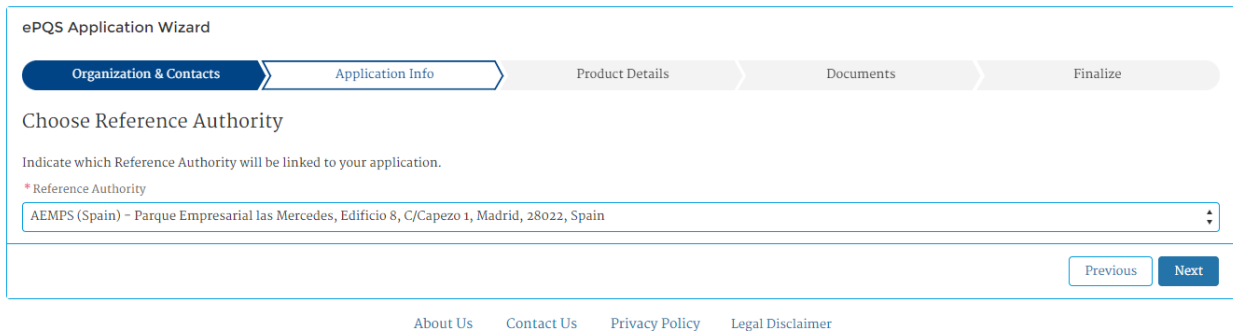 ePQS Application Wizard
Organization & Contacts
Application Info
Product Details
Documents
Finalize
Choose Reference Authority
Indicate which Reference Authority will be linked to your application.
*Reference Authority
AEMPS (Spain) - Parque Empresarial las Mercedes, Edificio 8, C/Capezo 1, Madrid, 28022, Spain
Previous
Next
About Us
Contact Us
Privacy Policy
Legal Disclaimer